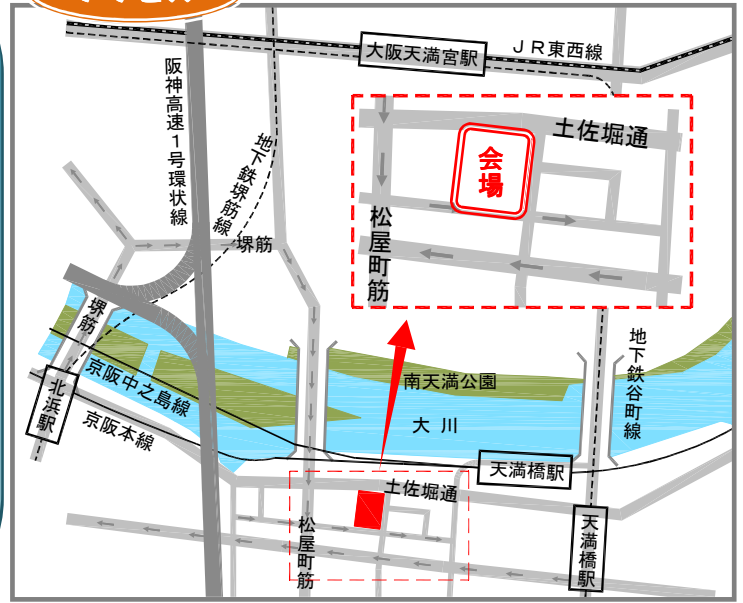 大阪天満宮駅
ＪＲ東西線
阪神高速１号環状線
地下鉄堺筋線
堺筋
土佐堀通
会場
松屋町筋
堺筋
北浜駅
京阪中之島線
京阪本線
南天満公園
大川
地下鉄谷町線
天満橋駅
土佐堀通
松屋町筋
天満橋駅